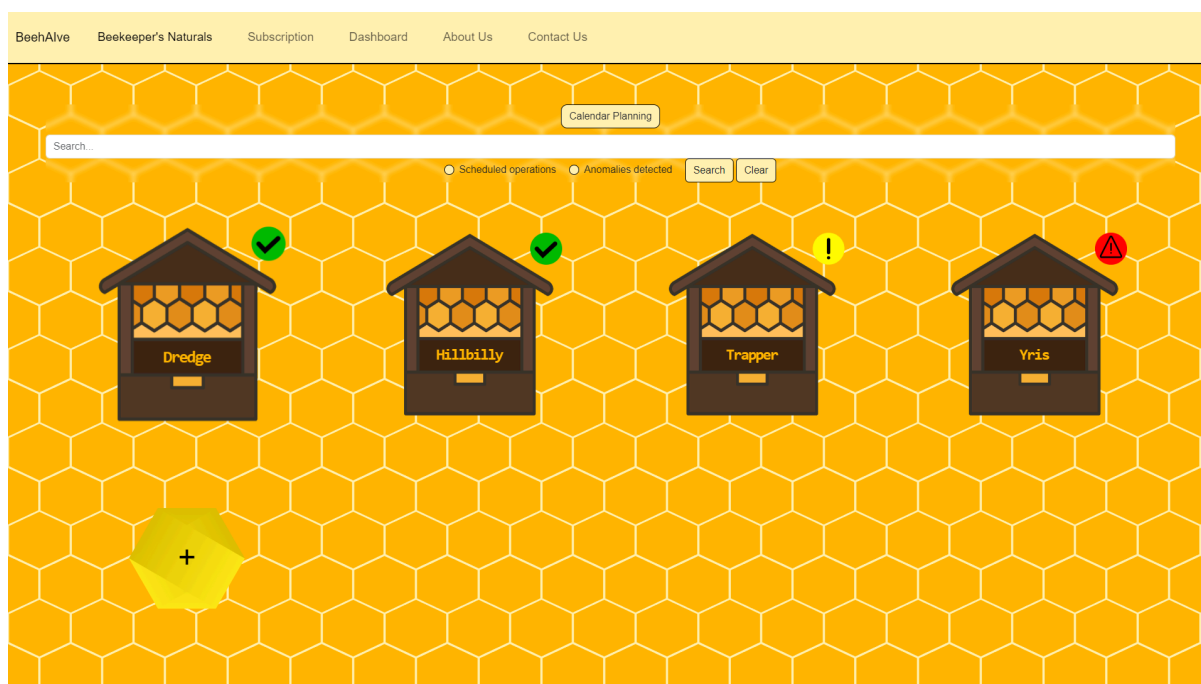 BeehAIve Beekeeper's Naturals Subscription Dashboard About Us Contact Us
Calendar Planning
Search...
Scheduled operations Anomalies detected Search Clear
Dredge Hillbilly Trapper Yris
+